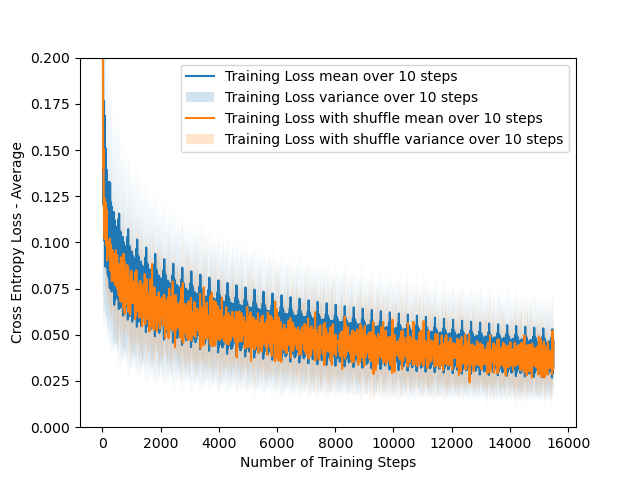 0.200
0.175
0.150
0.125
0.100
0.075
0.050
0.025
0.000
Cross Entropy Loss - Average
Training Loss mean over 10 steps
Training Loss variance over 10 steps
Training Loss with shuffle mean over 10 steps
Training Loss with shuffle variance over 10 steps
0 2000 4000 6000 8000 10000 12000 14000 16000
Number of Training Steps